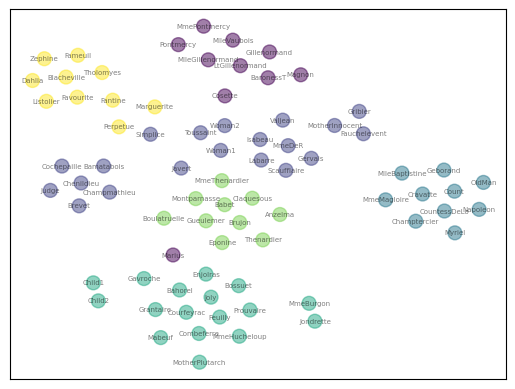 MmePontmercy
MlleVaubois
Pontmercy
Gillenormand
Zephine
Fameuil
MlleGillenormand
LtGillenormand
Dahlia
Blacheville
Tholomyes
BaronessT
Magnon
Listolier
Favourite
Fantine
Cosette
Marguerite
Gribier
Valjean
Perpetue
Simplice
Toussaint
Woman2
MotherInnocent
Fauchelevent
Isabeau
MmeDeR
Woman1
Labarre
Gervais
Cochepaille
Bamatabois
Javert
Scaufflaire
MlleBaptistine
Geborand
Chenildieu
MmeThenardier
OldMan
Judge
Champmathieu
Cravatte
Count
Montparnasse
Claquesous
MmeMagloire
Brevet
Babet
CountessDeLo
Napoleon
Boulatruelle
Gueulemer
Brujon
Anzelma
Champtercier
Myriel
Eponine
Thenardier
Marius
Child1
Gavroche
Enjolras
Bossuet
Child2
Bahorel
Joly
Grantaire
Courfeyrac
Feuilly
Prouvaire
MmeBurgon
Jondrette
Mabeuf
Combeferre
MmeHucheloup
MotherPlutarch